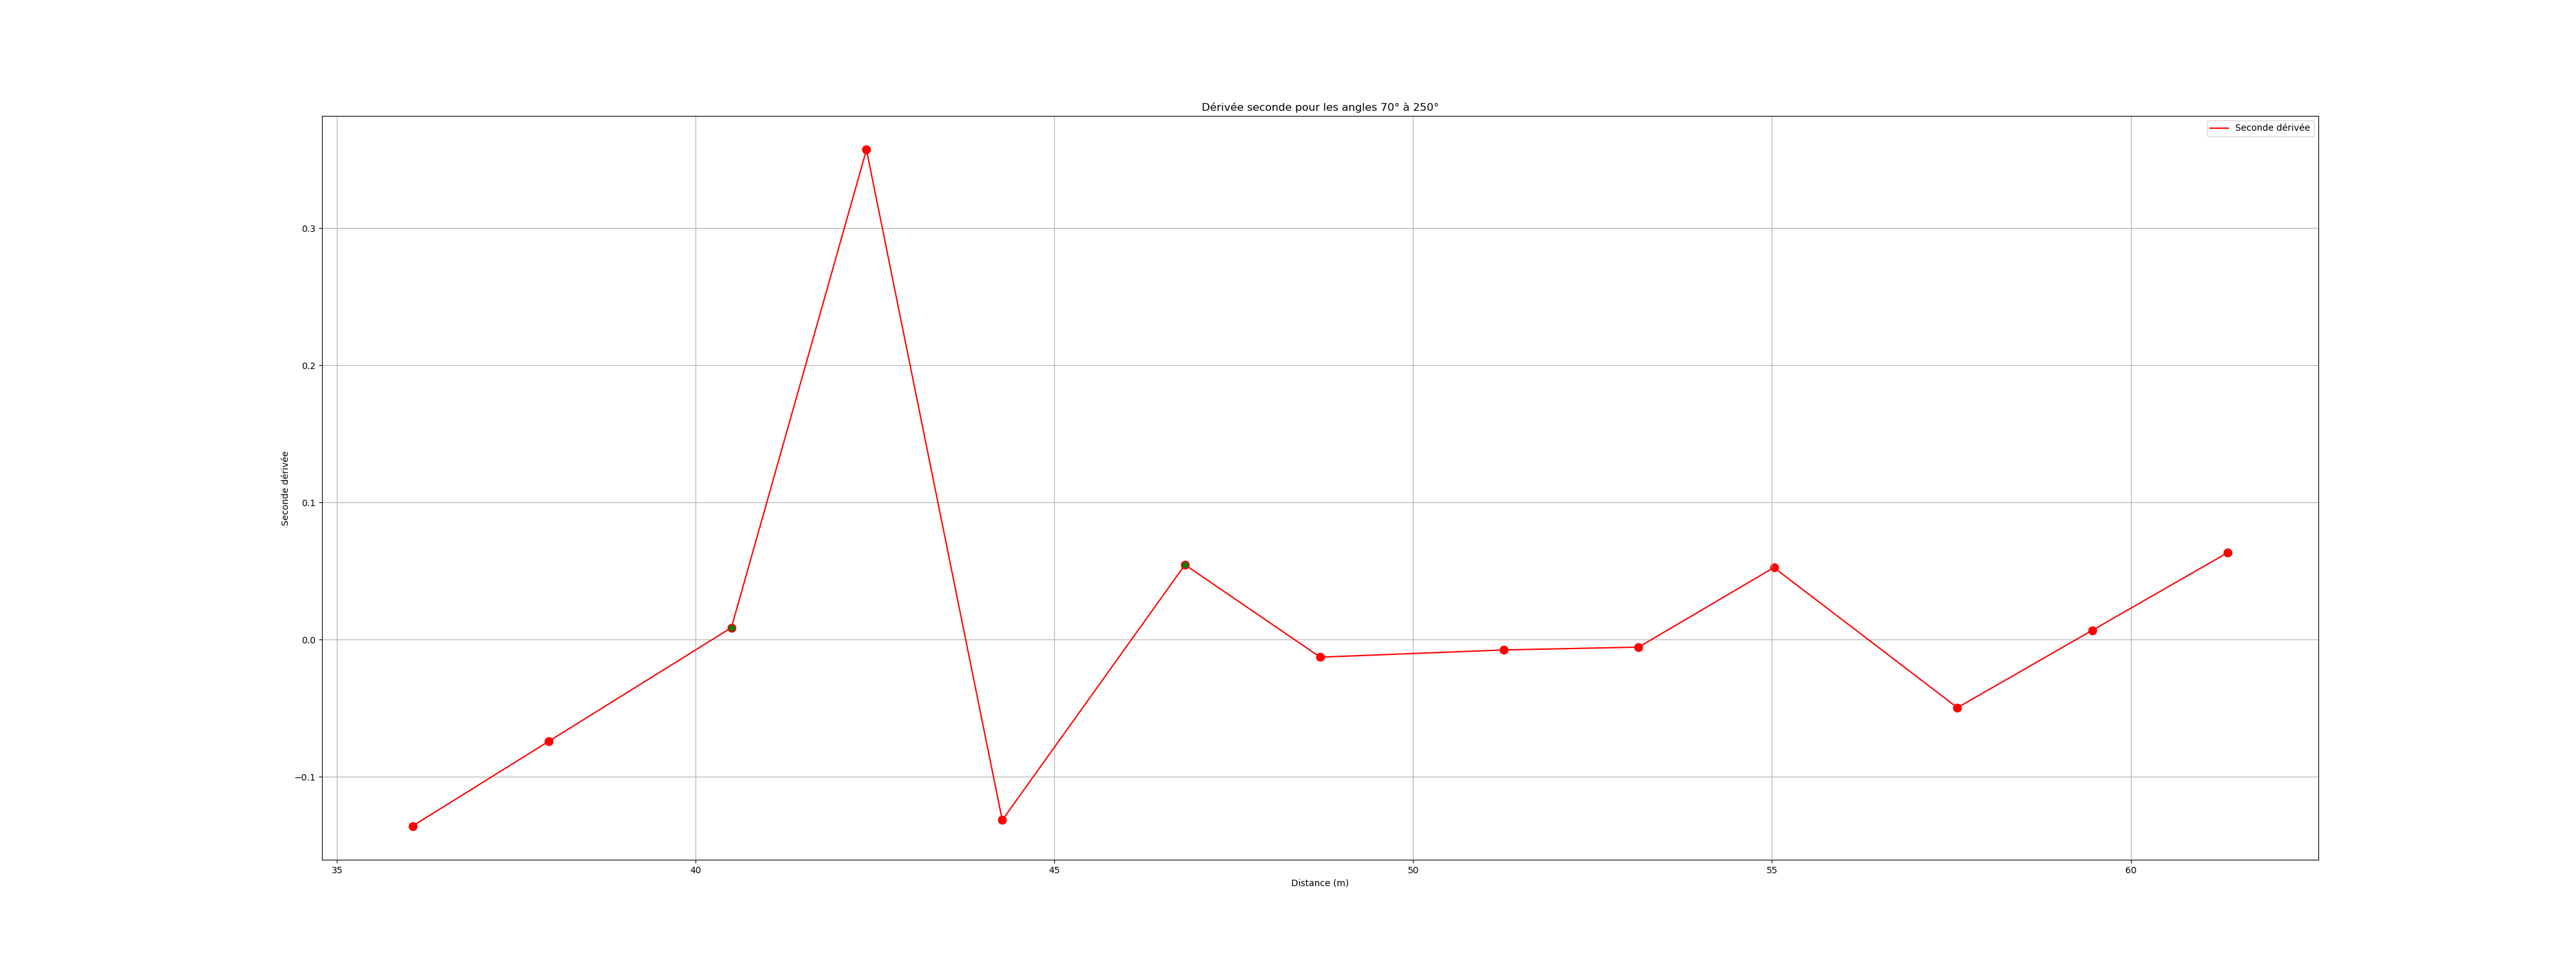 Dérivée seconde pour les angles 70° à 250°
Seconde dérivée
0.3
0.2
0.1
0.0
−0.1
Seconde dérivée
35 40 45 50 55 60
Distance (m)